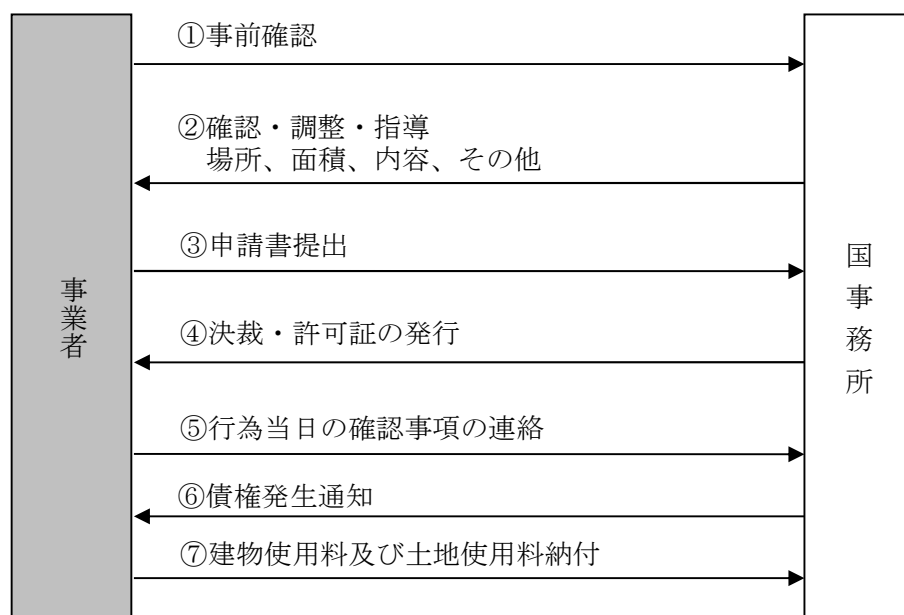 ①事前確認
②確認・調整・指導
場所、面積、内容、その他
③申請書提出
④決裁・許可証の発行
⑤行為当日の確認事項の連絡
⑥債権発生通知
⑦建物使用料及び土地使用料納付
事業者
国事務所